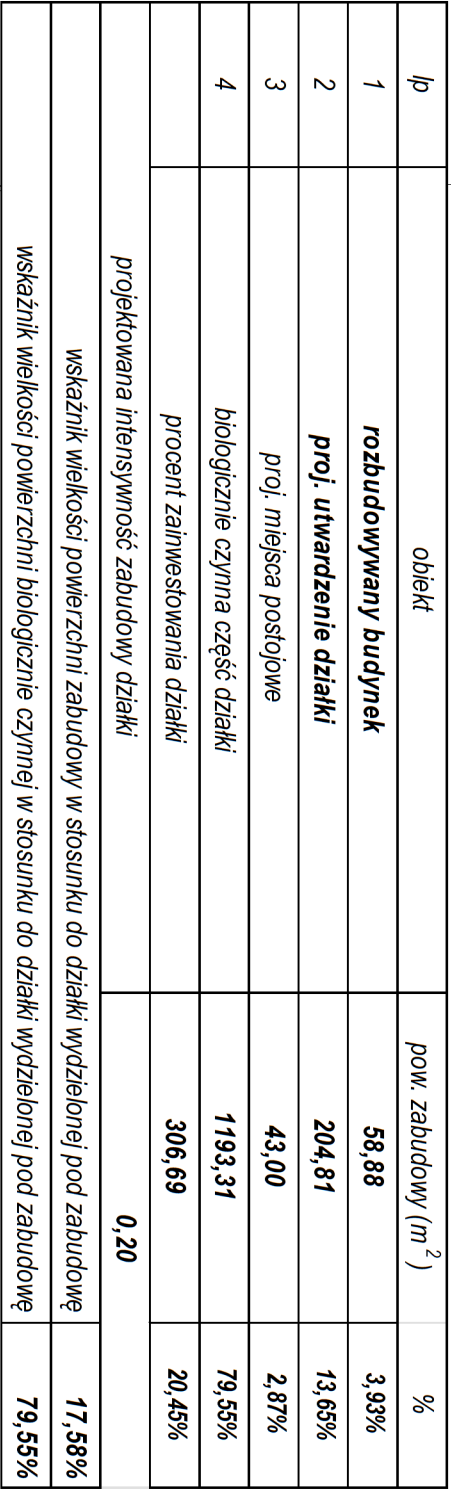 lp obiekt pow. zabudowy (m²) %
1 rozbudowywany budynek 58,88 3,93%
2 proj. utwardzenie działki 204,81 13,65%
3 proj. miejsca postojowe 43,00 2,87%
4 biologicznie czynna część działki 1193,31 79,55%
procent zainwestowania działki 306,69 20,45%
projektowana intensywność zabudowy działki 0,20
wskaźnik wielkości powierzchni zabudowy w stosunku do działki wydzielonej pod zabudowę 17,58%
wskaźnik wielkości powierzchni biologicznie czynnej w stosunku do działki wydzielonej pod zabudowę 79,55%